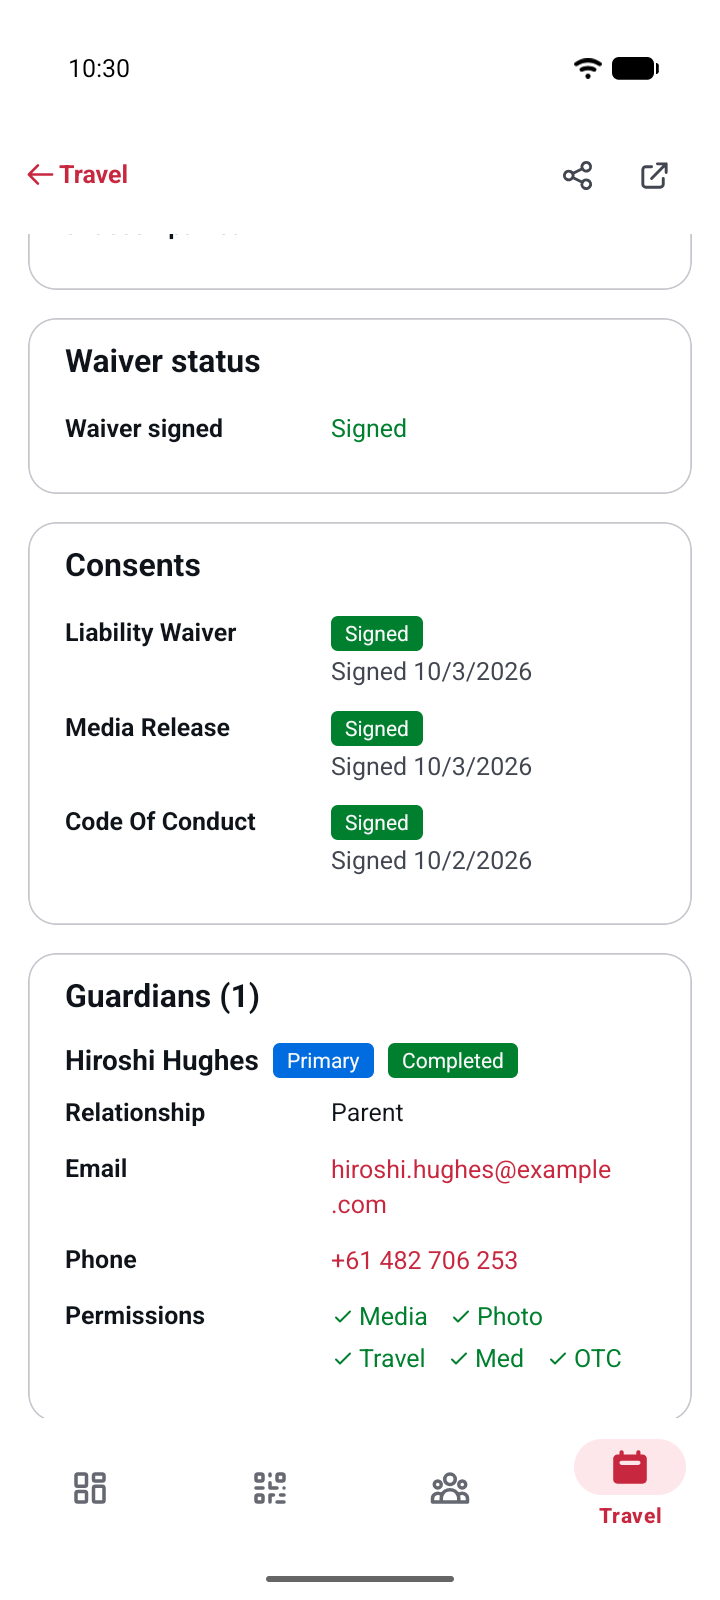 10:30
Travel
Waiver status
Waiver signed Signed
Consents
Liability Waiver Signed
Signed 10/3/2026
Media Release Signed
Signed 10/3/2026
Code Of Conduct Signed
Signed 10/2/2026
Guardians (1)
Hiroshi Hughes Primary Completed
Relationship Parent
Email hiroshi.hughes@example
.com
Phone +61 482 706 253
Permissions Media Photo
Travel Med OTC
Travel